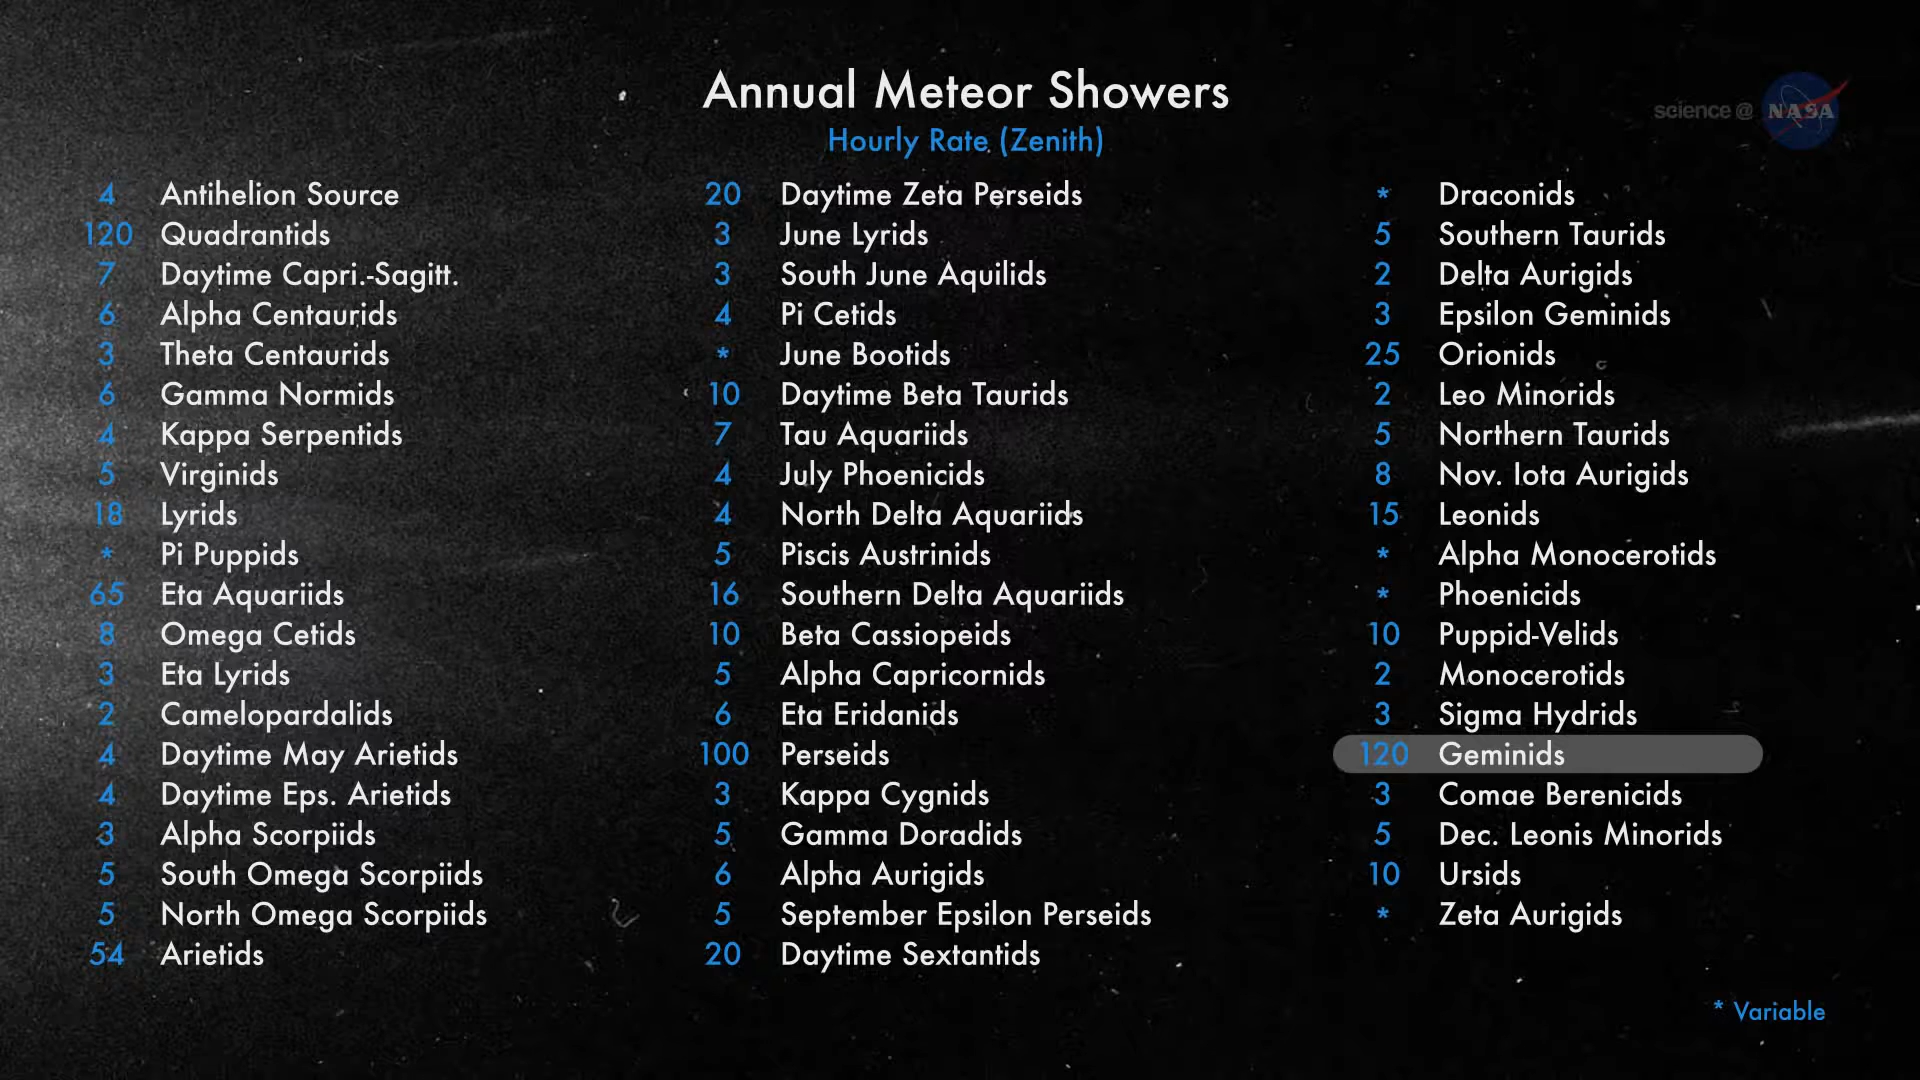 Annual Meteor Showers
Hourly Rate (Zenith)
science @ NASA
4 Antihelion Source
120 Quadrantids
7 Daytime Capri.-Sagitt.
6 Alpha Centaurids
3 Theta Centaurids
6 Gamma Normids
4 Kappa Serpentids
5 Virginids
18 Lyrids
* Pi Puppids
65 Eta Aquariids
8 Omega Cetids
3 Eta Lyrids
2 Camelopardalids
4 Daytime May Arietids
4 Daytime Eps. Arietids
3 Alpha Scorpiids
5 South Omega Scorpiids
5 North Omega Scorpiids
54 Arietids
20 Daytime Zeta Perseids
3 June Lyrids
3 South June Aquilids
4 Pi Cetids
* June Bootids
10 Daytime Beta Taurids
7 Tau Aquariids
4 July Phoenicids
4 North Delta Aquariids
5 Piscis Austrinids
16 Southern Delta Aquariids
10 Beta Cassiopeids
5 Alpha Capricornids
6 Eta Eridanids
100 Perseids
3 Kappa Cygnids
5 Gamma Doradids
6 Alpha Aurigids
5 September Epsilon Perseids
20 Daytime Sextantids
* Draconids
5 Southern Taurids
2 Delta Aurigids
3 Epsilon Geminids
25 Orionids
2 Leo Minorids
5 Northern Taurids
8 Nov. Iota Aurigids
15 Leonids
* Alpha Monocerotids
* Phoenicids
10 Puppid-Velids
2 Monocerotids
3 Sigma Hydrids
120 Geminids
3 Comae Berenicids
5 Dec. Leonis Minorids
10 Ursids
* Zeta Aurigids
* Variable